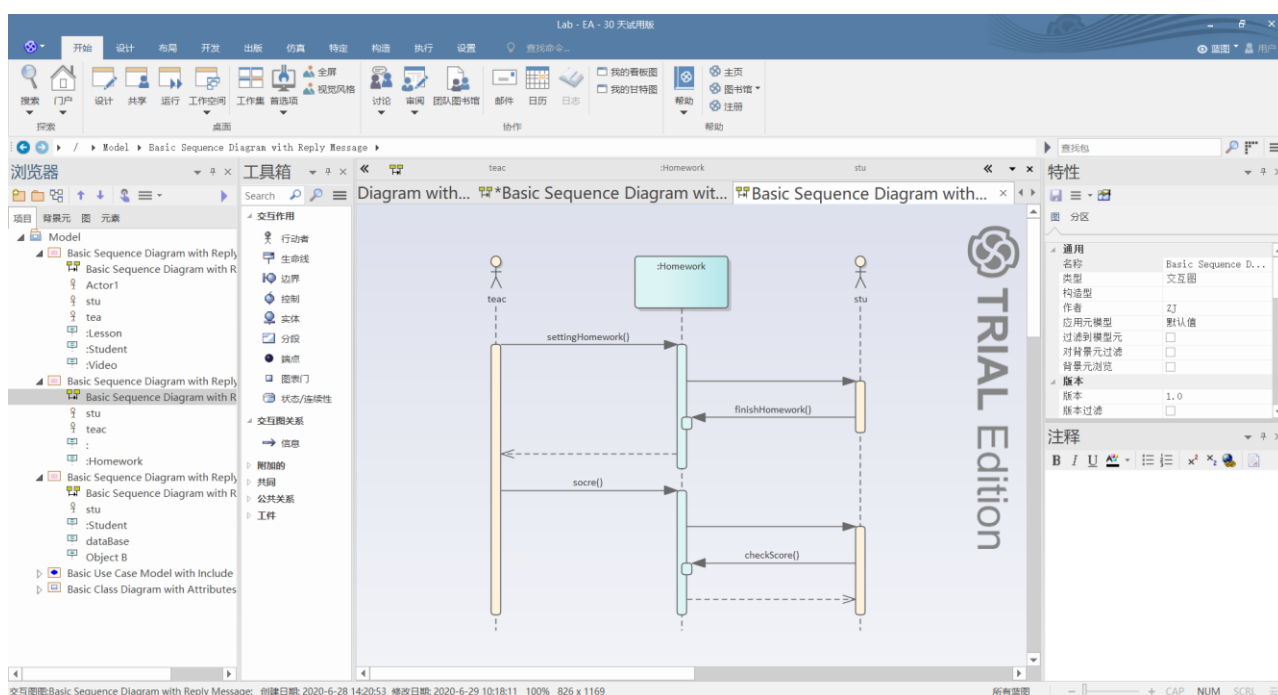 Lab - EA - 30 天试用版
开始 设计 布局 开发 出版 仿真 特定 构造 执行 设置 查找命令...
蓝图 用户
搜索 门户 设计 共享 运行 工作空间 工作集 首选项 全屏 视觉风格 讨论 审阅 团队图书馆 邮件 日历 日志 我的看板图 我的甘特图 帮助 主页 图书馆 注册
探索 桌面 协作 帮助
/ Model Basic Sequence Diagram with Reply Message 查找包
浏览器
项目 背景元 图 元素
Model
Basic Sequence Diagram with Reply
Basic Sequence Diagram with R
Actor1
stu
tea
:Lesson
:Student
:Video
Basic Sequence Diagram with Reply
Basic Sequence Diagram with R
stu
teac
:
:Homework
Basic Sequence Diagram with Reply
Basic Sequence Diagram with R
stu
:Student
dataBase
Object B
Basic Use Case Model with Include
Basic Class Diagram with Attributes
工具箱
Search
交互作用
行动者
生命线
边界
控制
实体
分段
端点
图表门
状态/连续性
交互图关系
信息
附加的
共同
公共关系
工件
teac :Homework stu
Diagram with... *Basic Sequence Diagram wit... Basic Sequence Diagram with...
teac
:Homework
stu
settingHomework()
finishHomework()
socre()
checkScore()
TRIAL Edition
特性
图 分区
通用
名称 Basic Sequence D...
类型 交互图
构造型
作者 ZJ
应用元模型 默认值
过滤到模型元
对背景元过滤
背景元浏览
版本
版本 1.0
版本过滤
注释
B I U A x² x₂
交互图图:Basic Sequence Diagram with Reply Message: 创建日期: 2020-6-28 14:20:53 修改日期: 2020-6-29 10:18:11 100% 826 x 1169 所有蓝图 CAP NUM SCRL